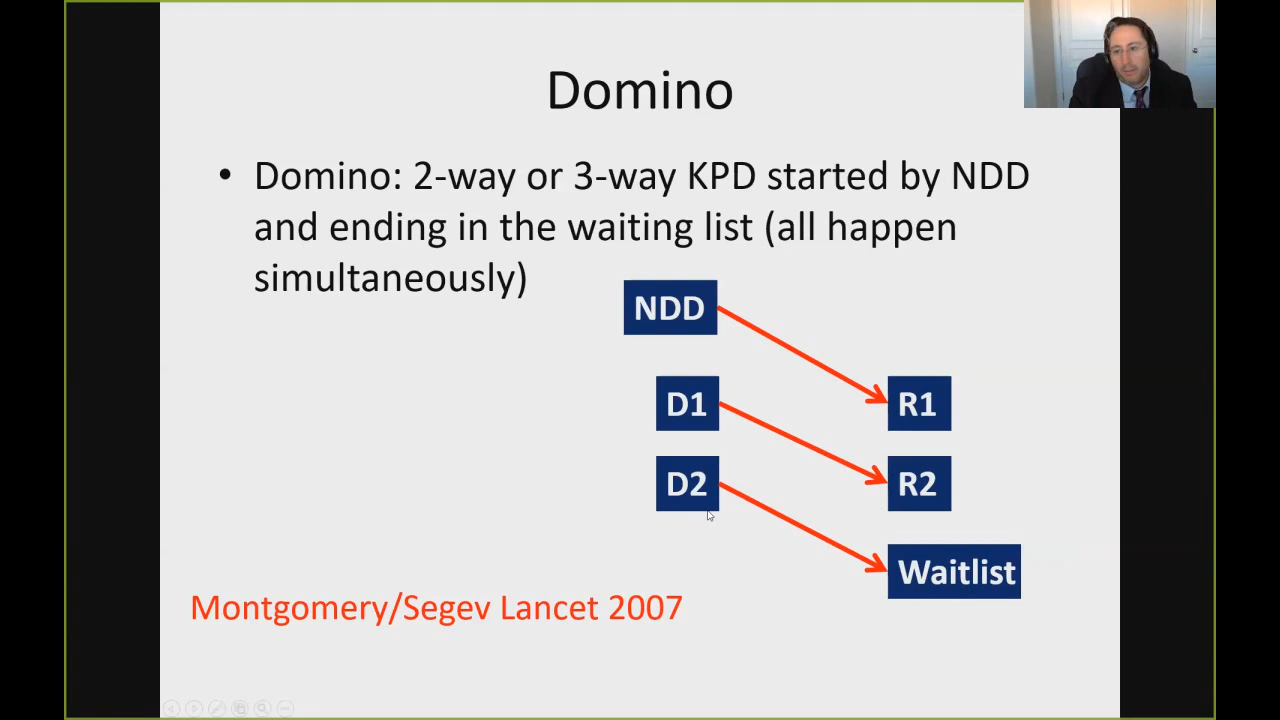 Domino
• Domino: 2-way or 3-way KPD started by NDD
and ending in the waiting list (all happen
simultaneously)
NDD
D1
R1
D2
R2
Waitlist
Montgomery/Segev Lancet 2007